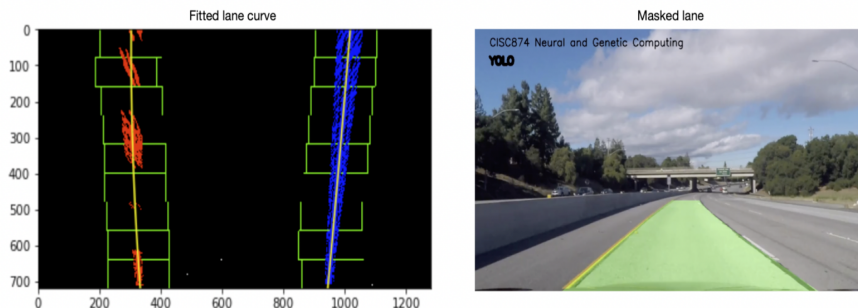 Fitted lane curve
0
100
200
300
400
500
600
700
0 200 400 600 800 1000 1200
Masked lane
CISC874 Neural and Genetic Computing
YOLO